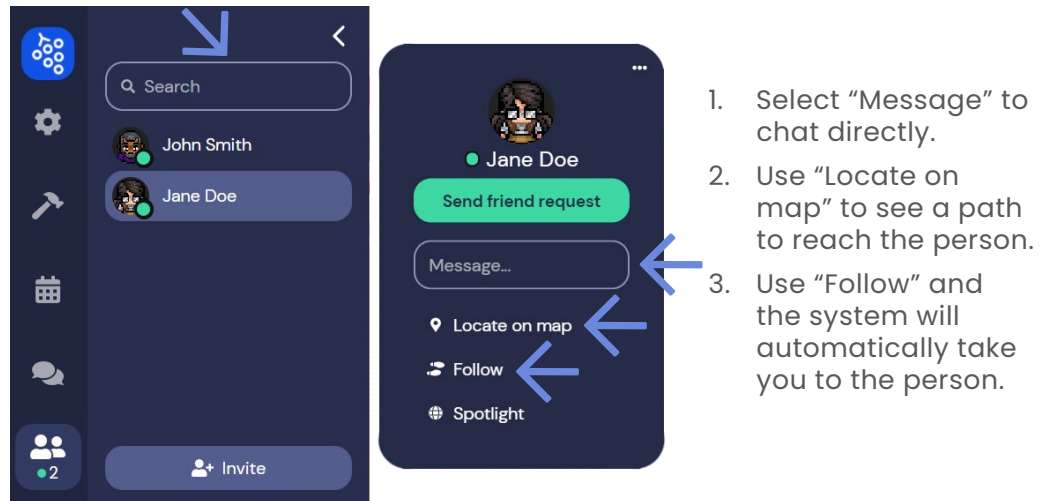 Search
John Smith
Jane Doe
2
Invite
Jane Doe
Send friend request
Message...
Locate on map
Follow
Spotlight
1. Select “Message” to
chat directly.
2. Use “Locate on
map” to see a path
to reach the person.
3. Use “Follow” and
the system will
automatically take
you to the person.